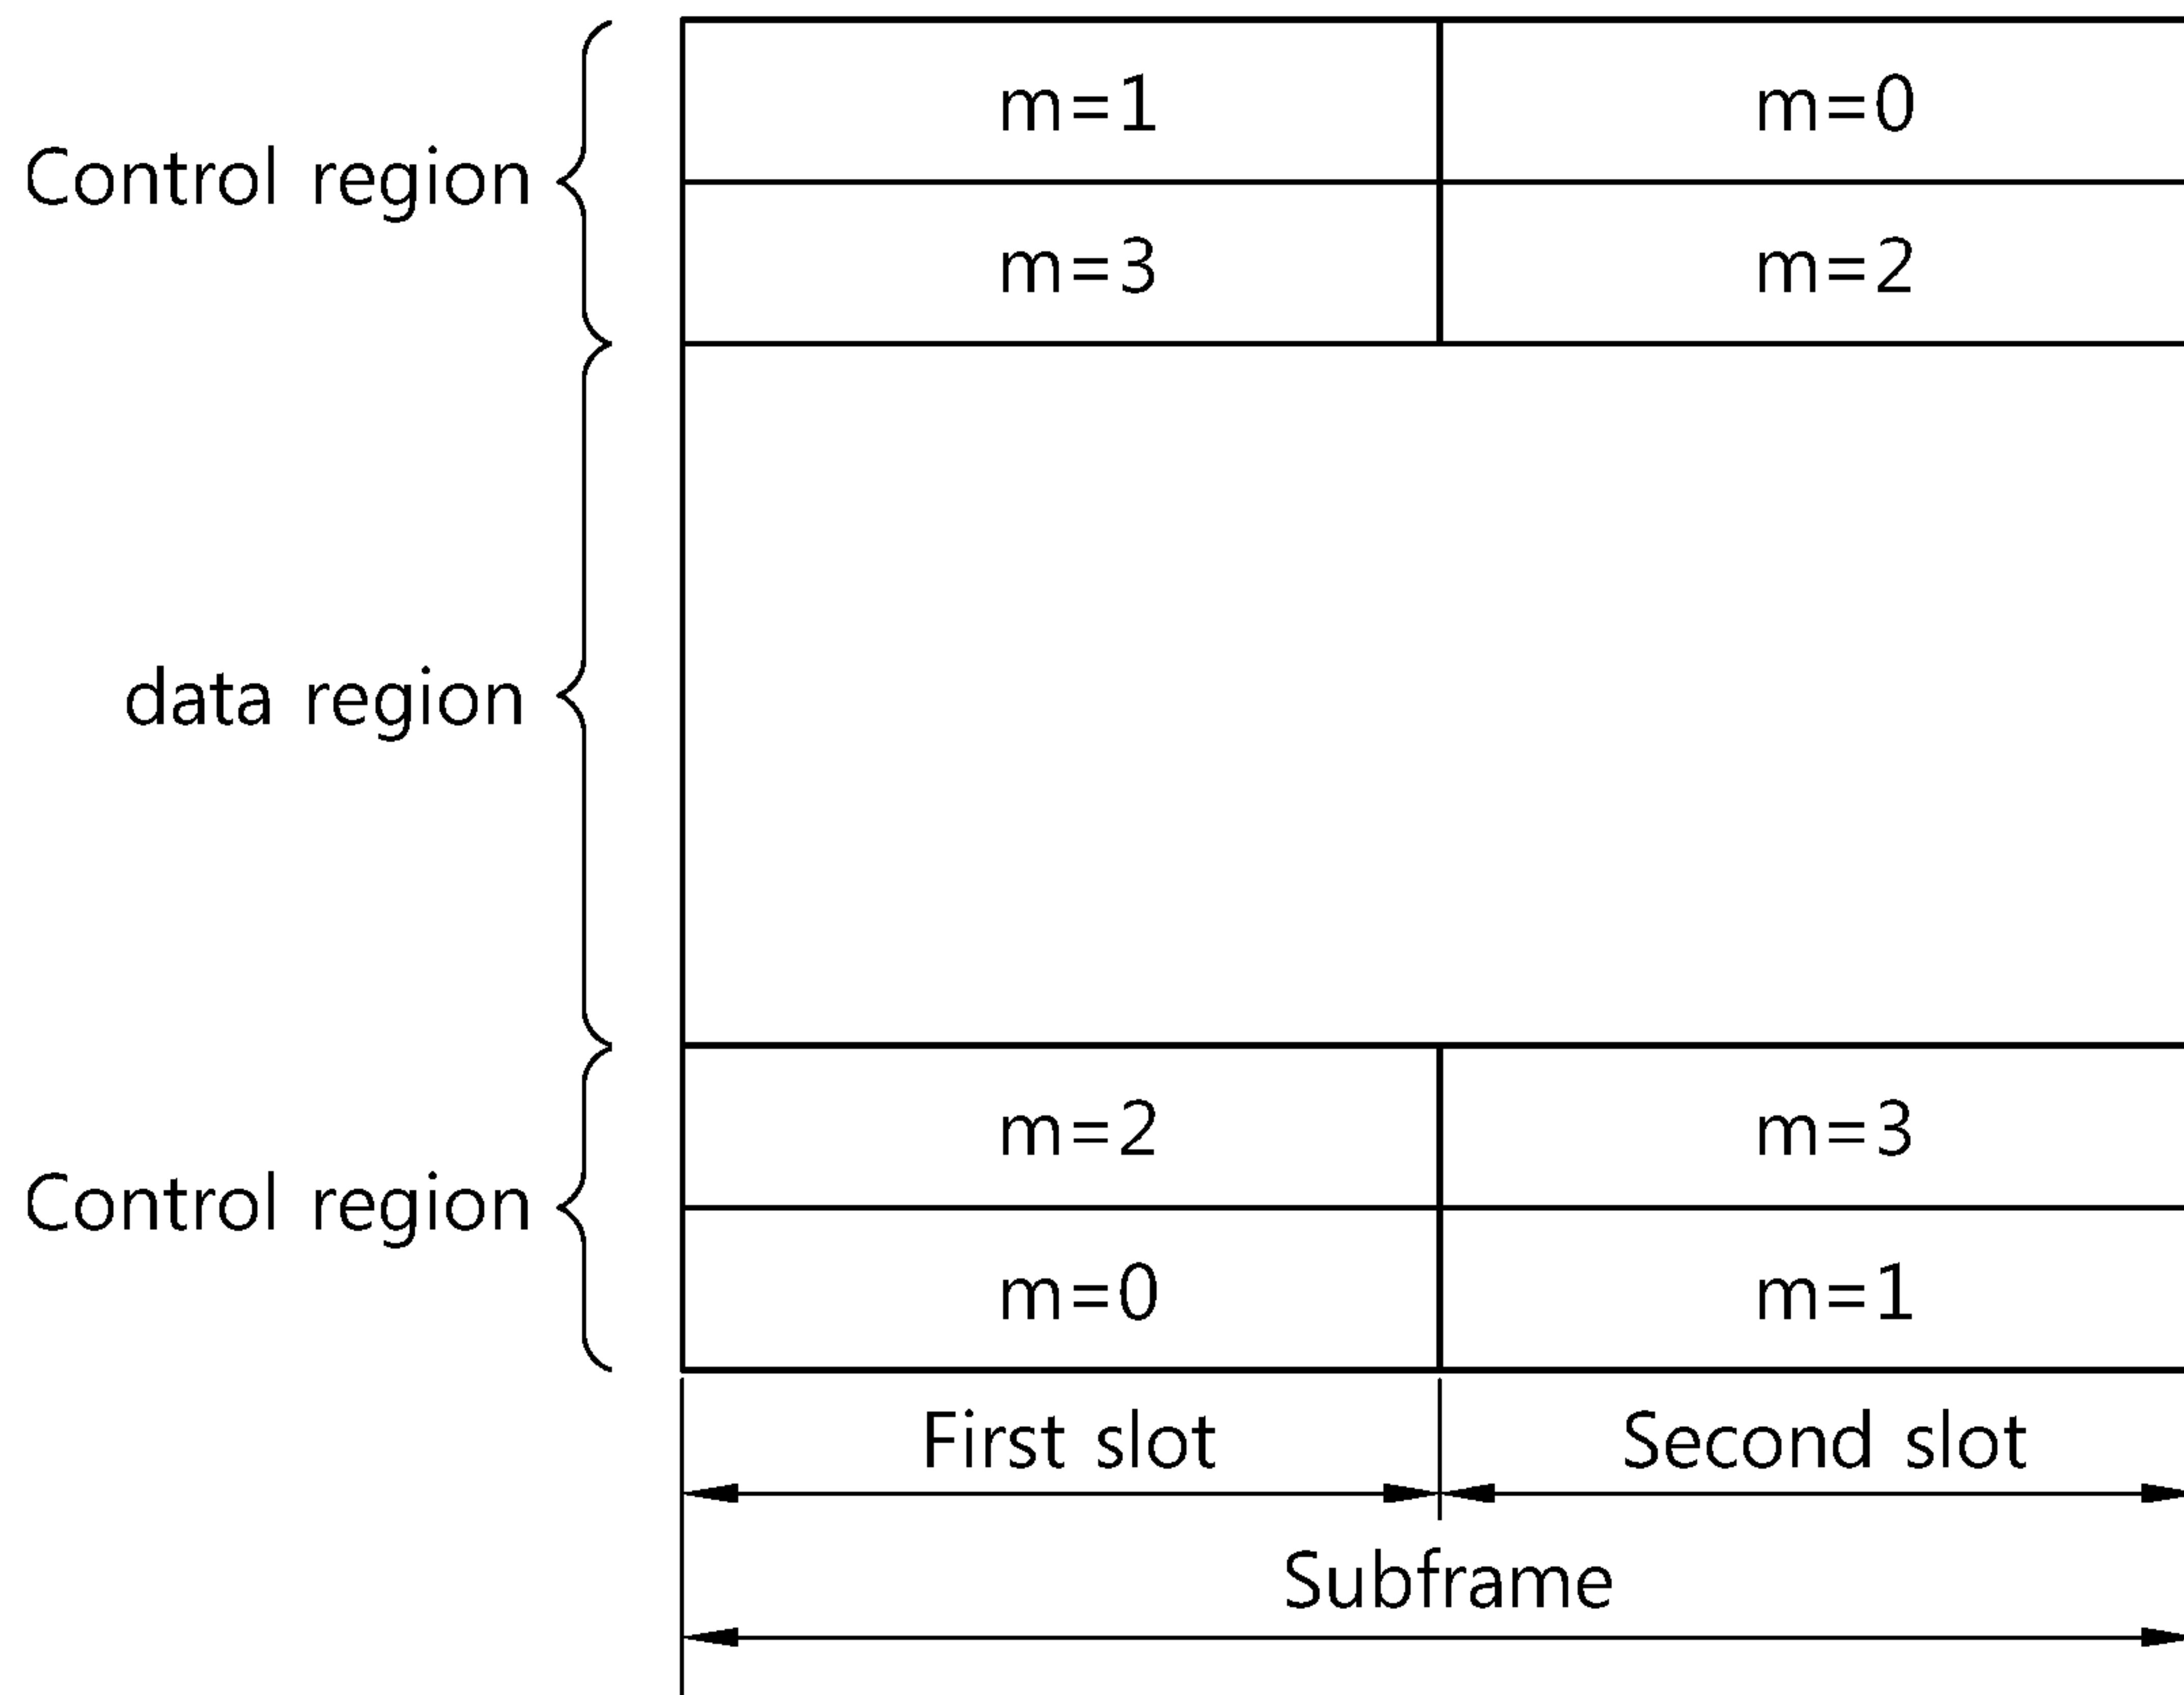 m=1 m=0
Control region
m=3 m=2
data region
m=2 m=3
Control region
m=0 m=1
First slot Second slot
Subframe